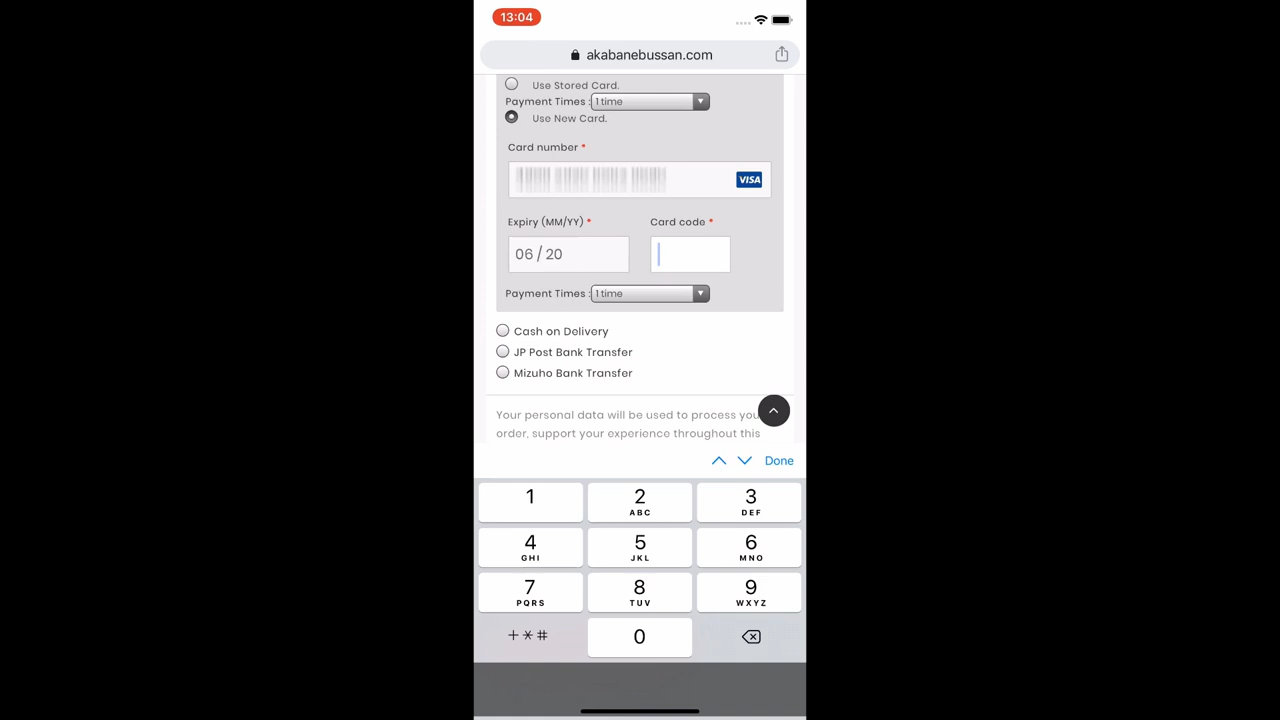 13:04
akabanebussan.com
Use Stored Card.
Payment Times : 1 time
Use New Card.
Card number *
VISA
Expiry (MM/YY) * Card code *
06 / 20
Payment Times : 1 time
Cash on Delivery
JP Post Bank Transfer
Mizuho Bank Transfer
Your personal data will be used to process you
order, support your experience throughout this
Done
1 2 3
ABC DEF
4 5 6
GHI JKL MNO
7 8 9
PQRS TUV WXYZ
+*# 0